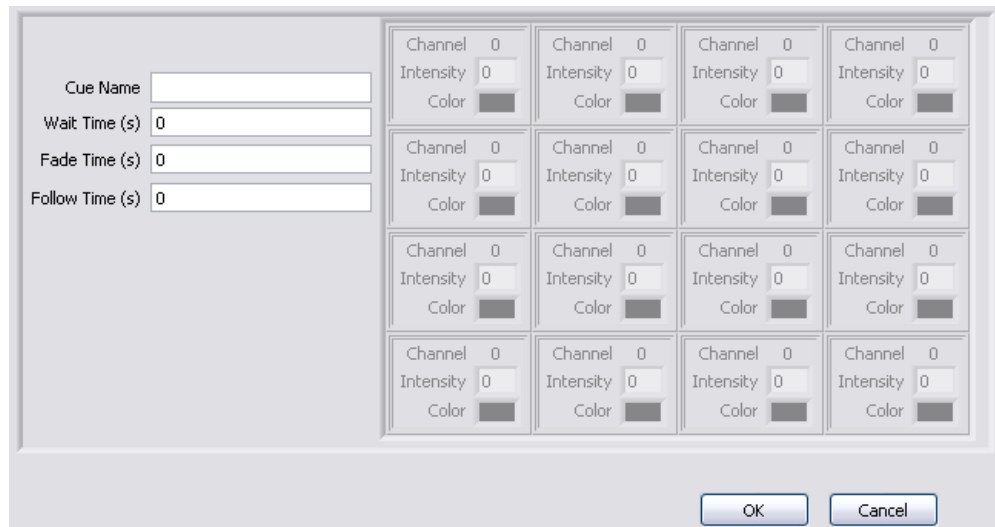 Cue Name
Wait Time (s) 0
Fade Time (s) 0
Follow Time (s) 0
Channel 0 Channel 0 Channel 0 Channel 0
Intensity 0 Intensity 0 Intensity 0 Intensity 0
Color Color Color Color
Channel 0 Channel 0 Channel 0 Channel 0
Intensity 0 Intensity 0 Intensity 0 Intensity 0
Color Color Color Color
Channel 0 Channel 0 Channel 0 Channel 0
Intensity 0 Intensity 0 Intensity 0 Intensity 0
Color Color Color Color
Channel 0 Channel 0 Channel 0 Channel 0
Intensity 0 Intensity 0 Intensity 0 Intensity 0
Color Color Color Color
OK Cancel